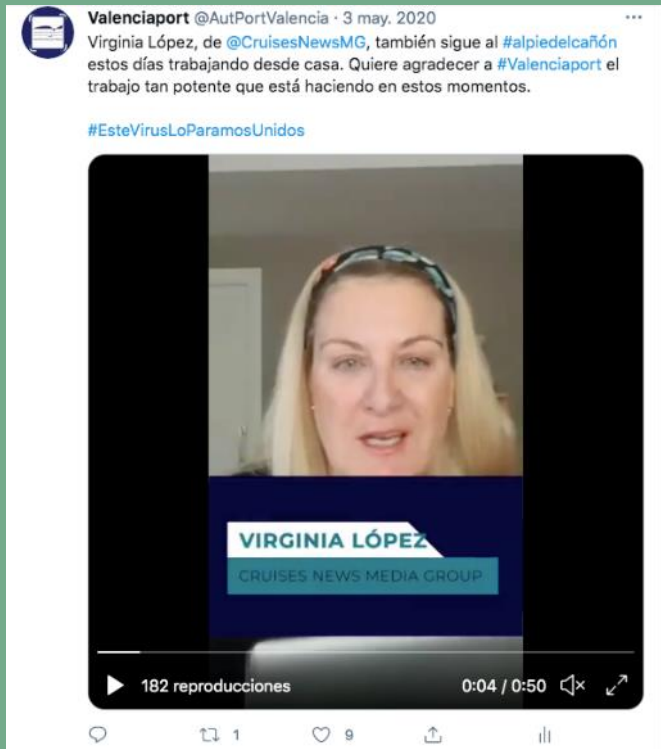 Valenciaport @AutPortValencia · 3 may. 2020 ...
Virginia López, de @CruisesNewsMG, también sigue al #alpiedelcañón
estos días trabajando desde casa. Quiere agradecer a #Valenciaport el
trabajo tan potente que está haciendo en estos momentos.
#EsteVirusLoParamosUnidos
VIRGINIA LÓPEZ
CRUISES NEWS MEDIA GROUP
182 reproducciones 0:04 / 0:50
1 9